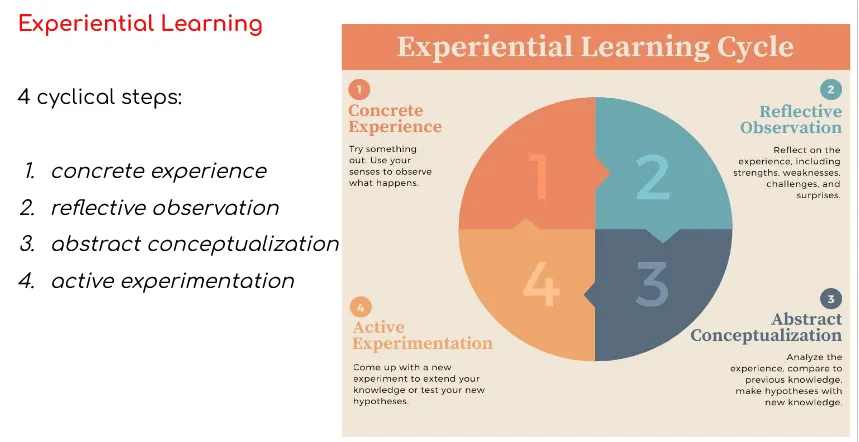 Experiential Learning
4 cyclical steps:
1. concrete experience
2. reflective observation
3. abstract conceptualization
4. active experimentation
Experiential Learning Cycle
1
Concrete
Experience
Try something
out. Use your
senses to observe
what happens.
2
Reflective
Observation
Reflect on the
experience, including
strengths, weaknesses,
challenges, and
surprises.
1
2
4
3
4
Active
Experimentation
Come up with a new
experiment to extend your
knowledge or test your new
hypotheses.
3
Abstract
Conceptualization
Analyze the
experience, compare to
previous knowledge,
make hypotheses with
new knowledge.